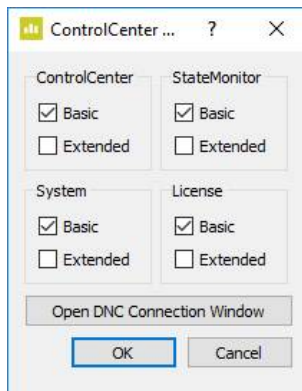 ControlCenter ... ?
ControlCenter
StateMonitor
Basic
Basic
Extended
Extended
System
License
Basic
Basic
Extended
Extended
Open DNC Connection Window
OK
Cancel